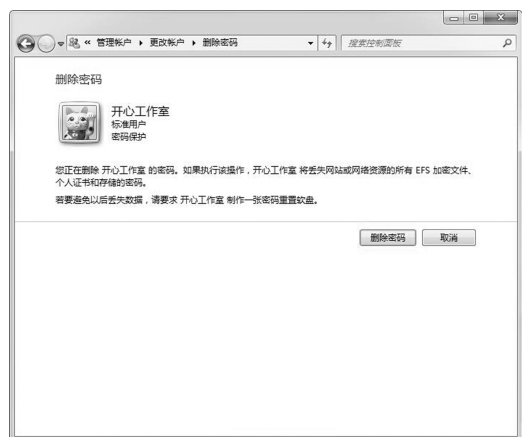 « 管理帐户 ▸ 更改帐户 ▸ 删除密码
搜索控制面板
删除密码
开心工作室
标准用户
密码保护
您正在删除 开心工作室 的密码。如果执行该操作，开心工作室 将丢失网站或网络资源的所有 EFS 加密文件、
个人证书和存储的密码。
若要避免以后丢失数据，请要求 开心工作室 制作一张密码重置软盘。
删除密码
取消